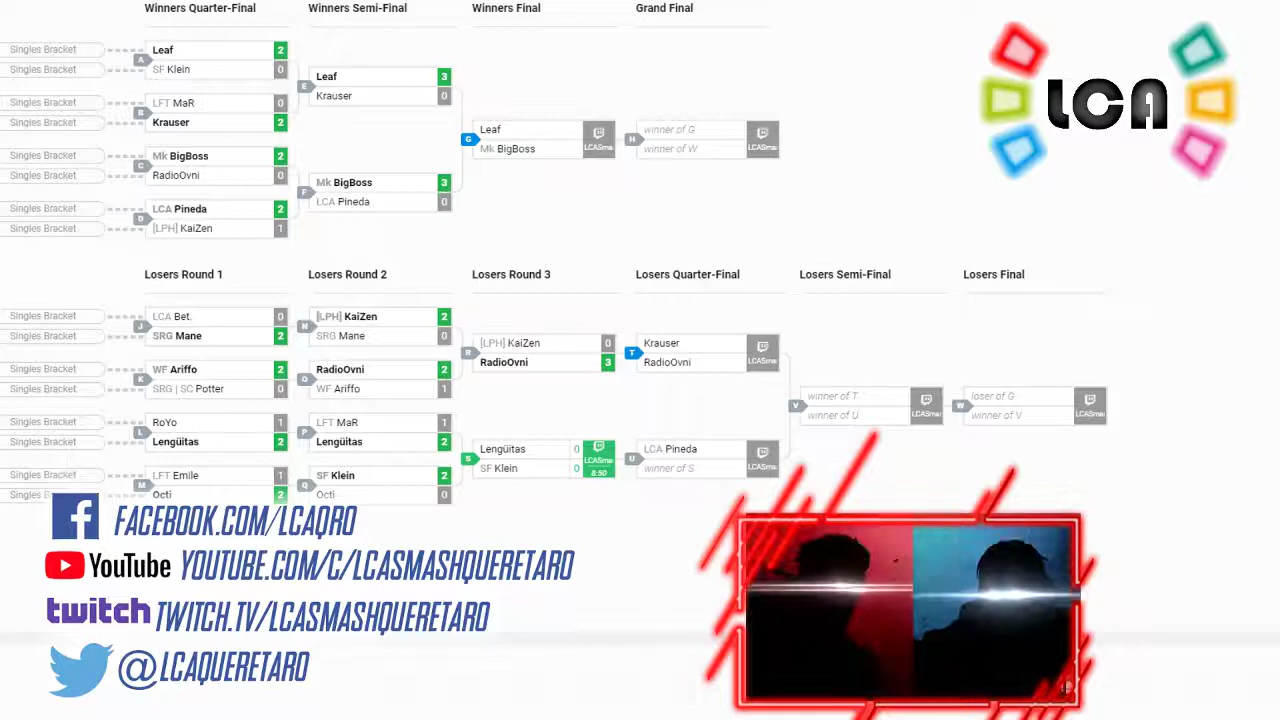 Winners Quarter-Final
Winners Semi-Final
Winners Final
Grand Final
Singles Bracket
Leaf 2
Singles Bracket
A
SF Klein 0
Singles Bracket
LFT MaR 0
Singles Bracket
B
Krauser 2
Singles Bracket
Mk BigBoss 2
Singles Bracket
C
RadioOvni 0
Singles Bracket
LCA Pineda 2
Singles Bracket
D
[LPH] KaiZen 1
E
Leaf 3
Krauser 0
F
Mk BigBoss 3
LCA Pineda 0
G
Leaf
Mk BigBoss
LCASma
H
winner of G
winner of W
LCASma
LCA
Losers Round 1
Losers Round 2
Losers Round 3
Losers Quarter-Final
Losers Semi-Final
Losers Final
Singles Bracket
LCA Bet. 0
Singles Bracket
J
SRG Mane 2
Singles Bracket
WF Ariffo 2
Singles Bracket
K
SRG | SC Potter 0
Singles Bracket
RoYo 1
Singles Bracket
L
Lengüitas 2
Singles Bracket
LFT Emile 1
Singles Bracket
M
Octi 2
N
[LPH] KaiZen 2
SRG Mane 0
O
RadioOvni 2
WF Ariffo 1
P
LFT MaR 1
Lengüitas 2
Q
SF Klein 2
Octi 0
R
[LPH] KaiZen 0
RadioOvni 3
S
Lengüitas 0
SF Klein 0
LCASma
8:50
T
Krauser
RadioOvni
LCASma
U
LCA Pineda
winner of S
LCASma
V
winner of T
winner of U
LCASma
W
loser of G
winner of V
LCASma
FACEBOOK.COM/LCAQRO
YouTube YOUTUBE.COM/C/LCASMASHQUERETARO
twitch TWITCH.TV/LCASMASHQUERETARO
@LCAQUERETARO